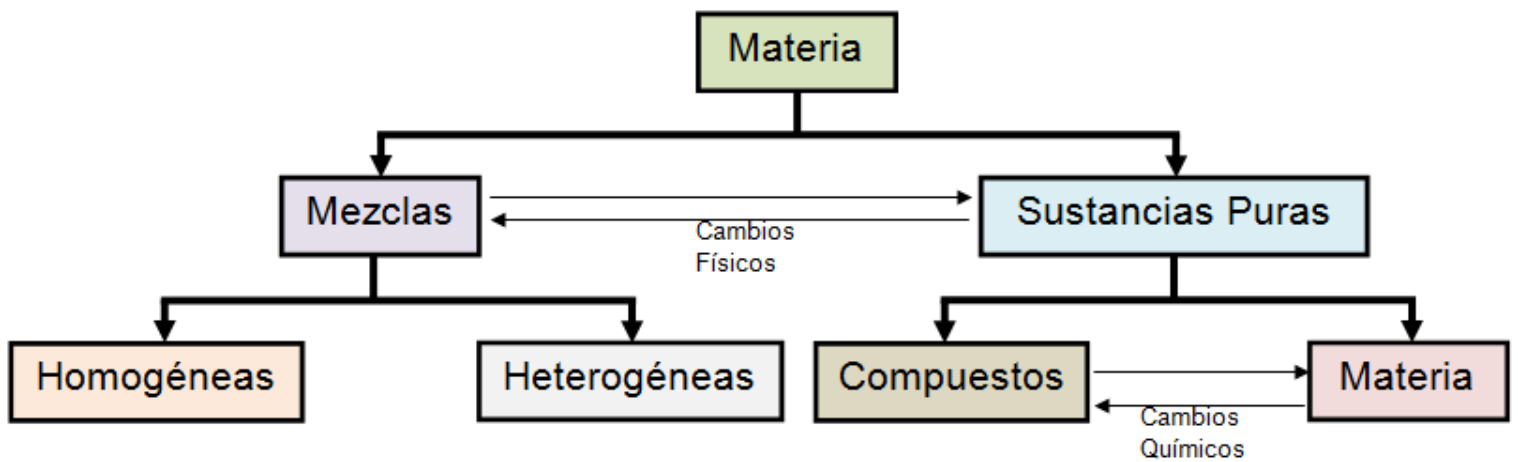 Materia
Mezclas
Sustancias Puras
Cambios
Físicos
Homogéneas
Heterogéneas
Compuestos
Materia
Cambios
Químicos